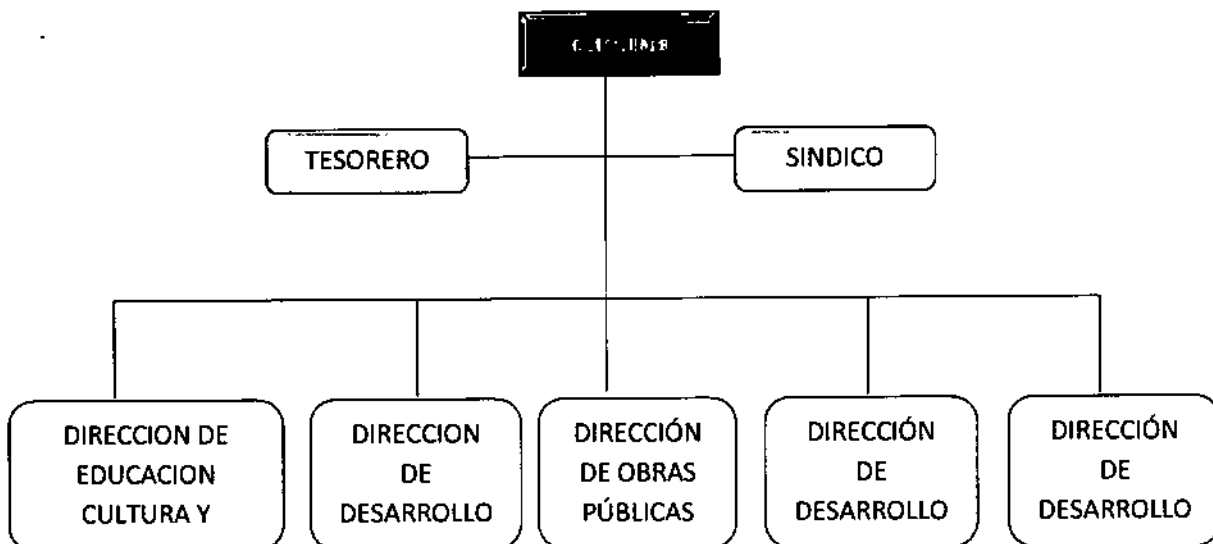 TESORERO
SINDICO
DIRECCION DE
EDUCACION
CULTURA Y
DIRECCION
DE
DESARROLLO
DIRECCIÓN
DE OBRAS
PÚBLICAS
DIRECCIÓN
DE
DESARROLLO
DIRECCIÓN
DE
DESARROLLO